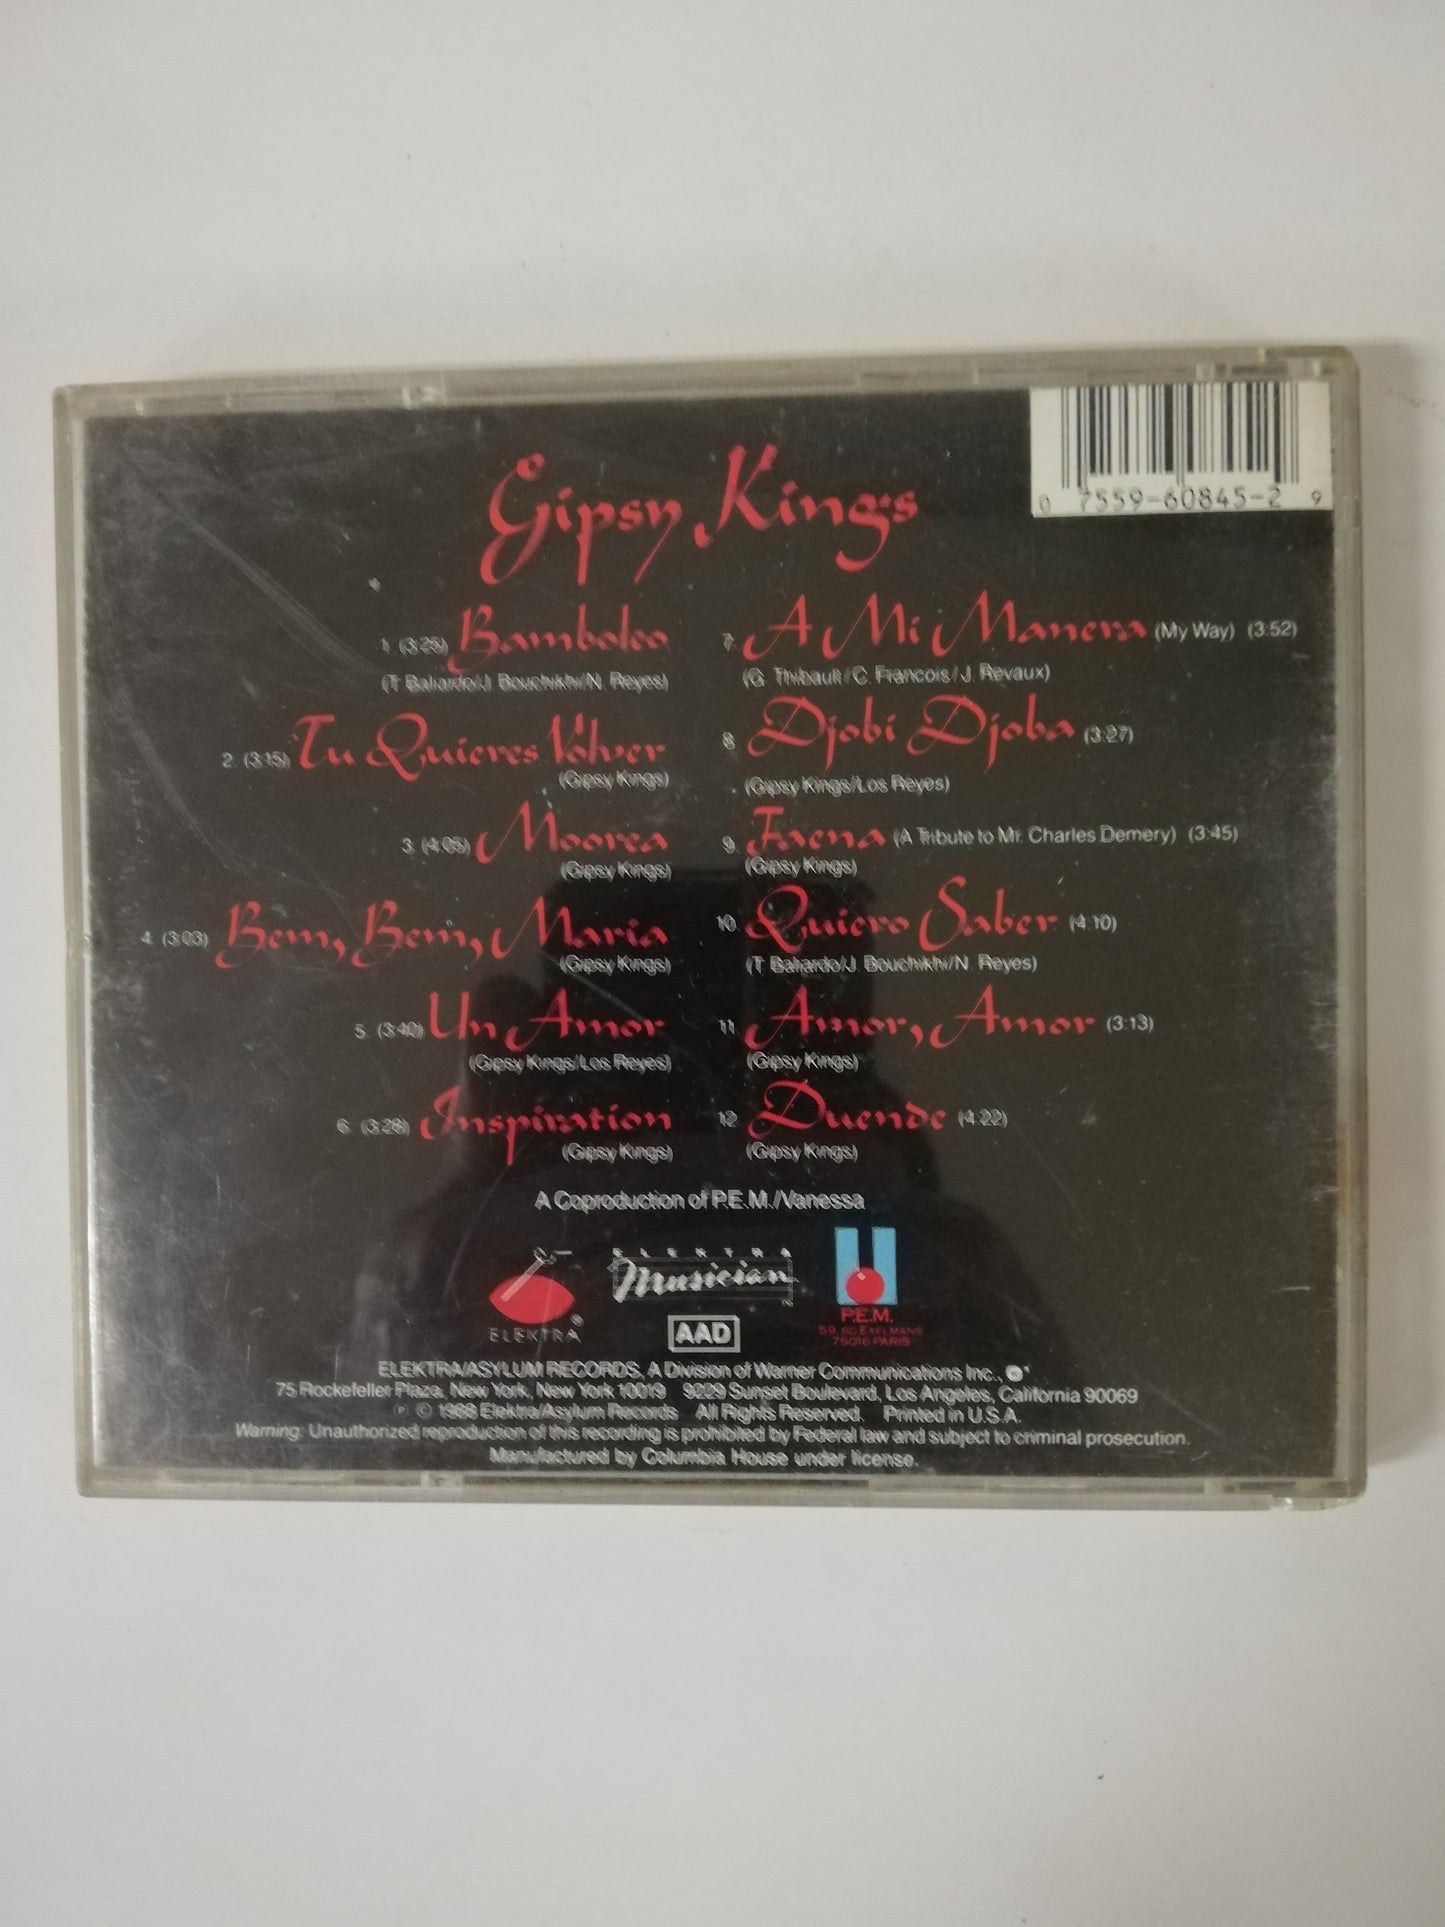 0 7559-60845-2 9
Gipsy Kings
1. (3:25) Bamboleo
(T. Baliardo/J. Bouchikhi/N. Reyes)
2. (3:15) Tu Quieres Volver
(Gipsy Kings)
3. (4:05) Moorea
(Gipsy Kings)
4. (3:03) Bem, Bem, Maria
(Gipsy Kings)
5. (3:40) Un Amor
(Gipsy Kings/Los Reyes)
6. (3:28) Inspiration
(Gipsy Kings)
7. A Mi Manera (My Way) (3:52)
(G. Thibault/C. Francois/J. Revaux)
8. Djobi Djoba (3:27)
(Gipsy Kings/Los Reyes)
9. Faena (A Tribute to Mr. Charles Demery) (3:45)
(Gipsy Kings)
10. Quiero Saber (4:10)
(T. Baliardo/J. Bouchikhi/N. Reyes)
11. Amor, Amor (3:13)
(Gipsy Kings)
12. Duende (4:22)
(Gipsy Kings)
A Coproduction of P.E.M./Vanessa
ELEKTRA®
ELEKTRA
Musician
AAD
P.E.M.
59, BD EXELMANS
75016 PARIS
ELEKTRA/ASYLUM RECORDS, A Division of Warner Communications Inc.,
75 Rockefeller Plaza, New York, New York 10019 9229 Sunset Boulevard, Los Angeles, California 90069
℗ © 1988 Elektra/Asylum Records All Rights Reserved. Printed in U.S.A.
Warning: Unauthorized reproduction of this recording is prohibited by Federal law and subject to criminal prosecution.
Manufactured by Columbia House under license.